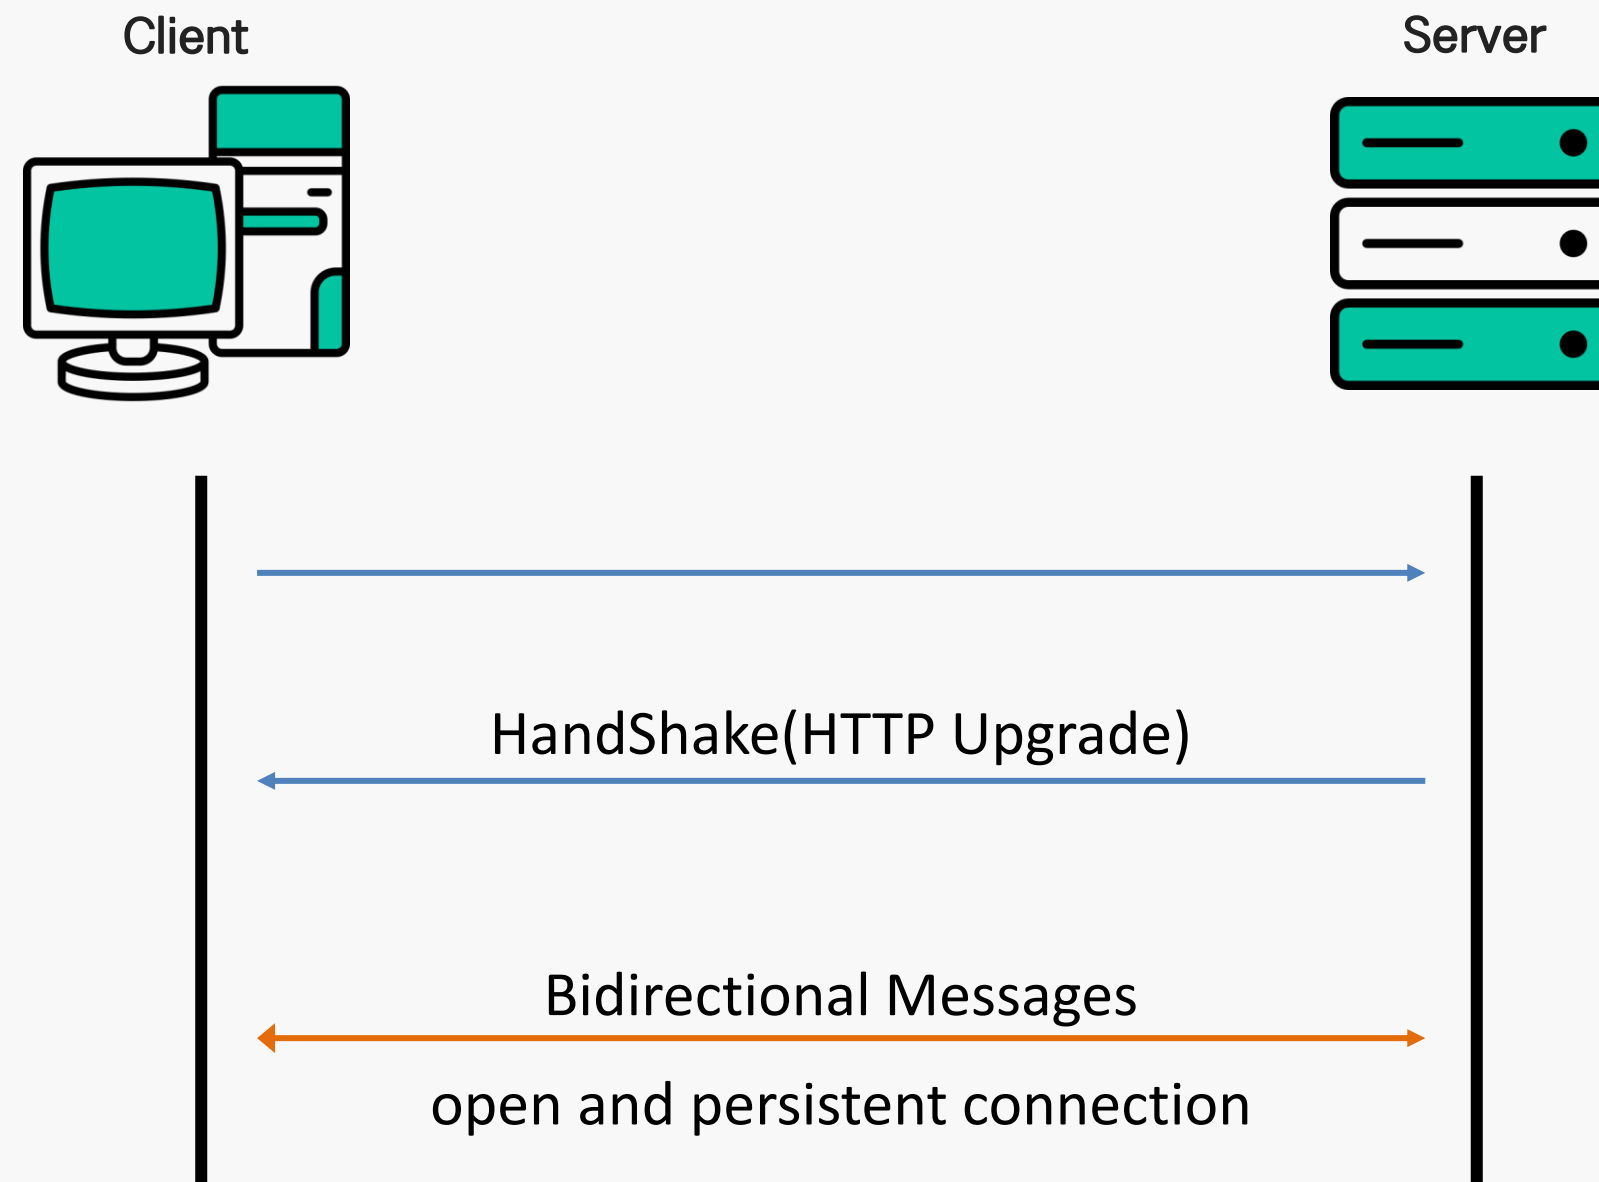 Client
Server
HandShake(HTTP Upgrade)
Bidirectional Messages
open and persistent connection